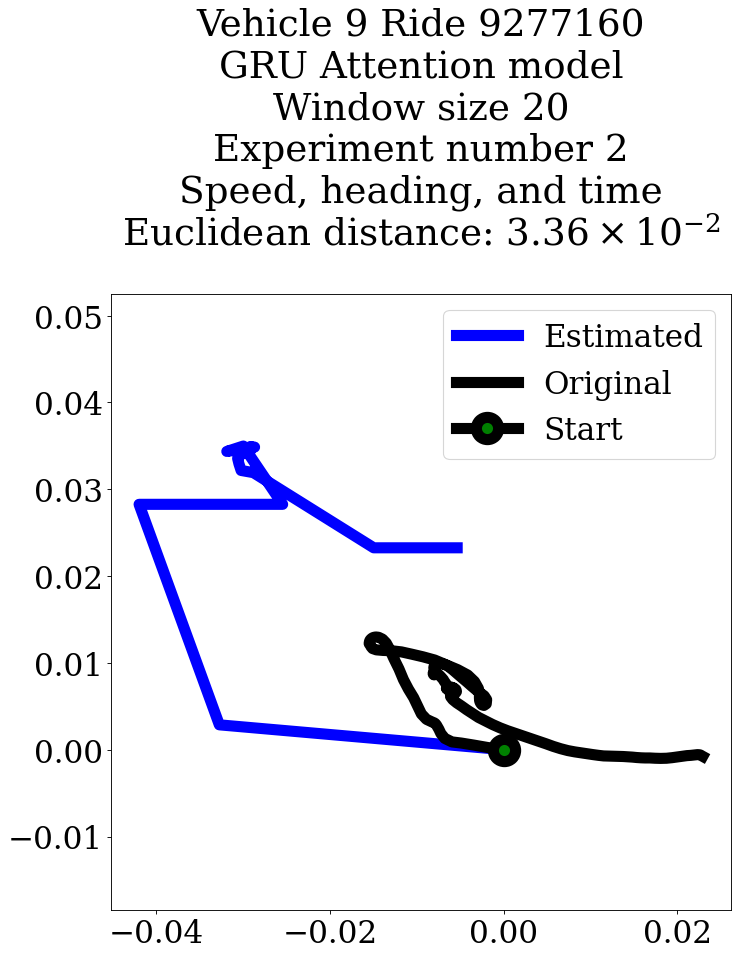 Vehicle 9 Ride 9277160
GRU Attention model
Window size 20
Experiment number 2
Speed, heading, and time
Euclidean distance: 3.36 × 10⁻²
Estimated
Original
Start
0.05
0.04
0.03
0.02
0.01
0.00
−0.01
−0.04
−0.02
0.00
0.02